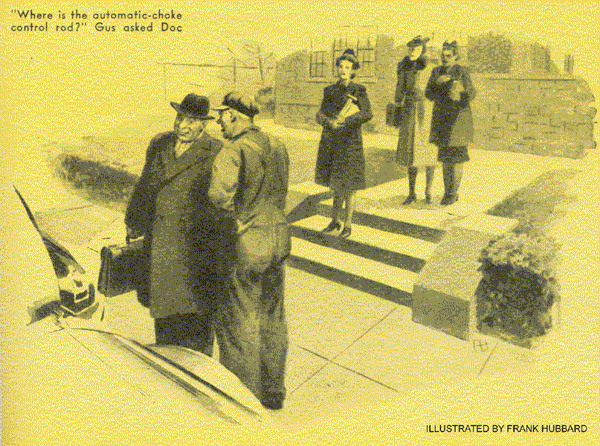 "Where is the automatic-choke
control rod?" Gus asked Doc
ILLUSTRATED BY FRANK HUBBARD